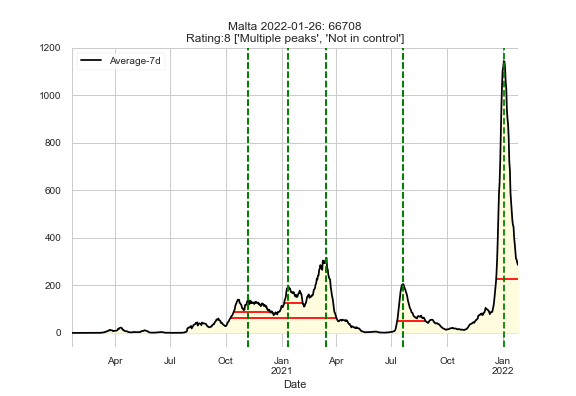 Malta 2022-01-26: 66708
Rating:8 ['Multiple peaks', 'Not in control']
1200
Average-7d
1000
800
600
400
200
0
Apr Jul Oct Jan Apr Jul Oct Jan
2021 2022
Date